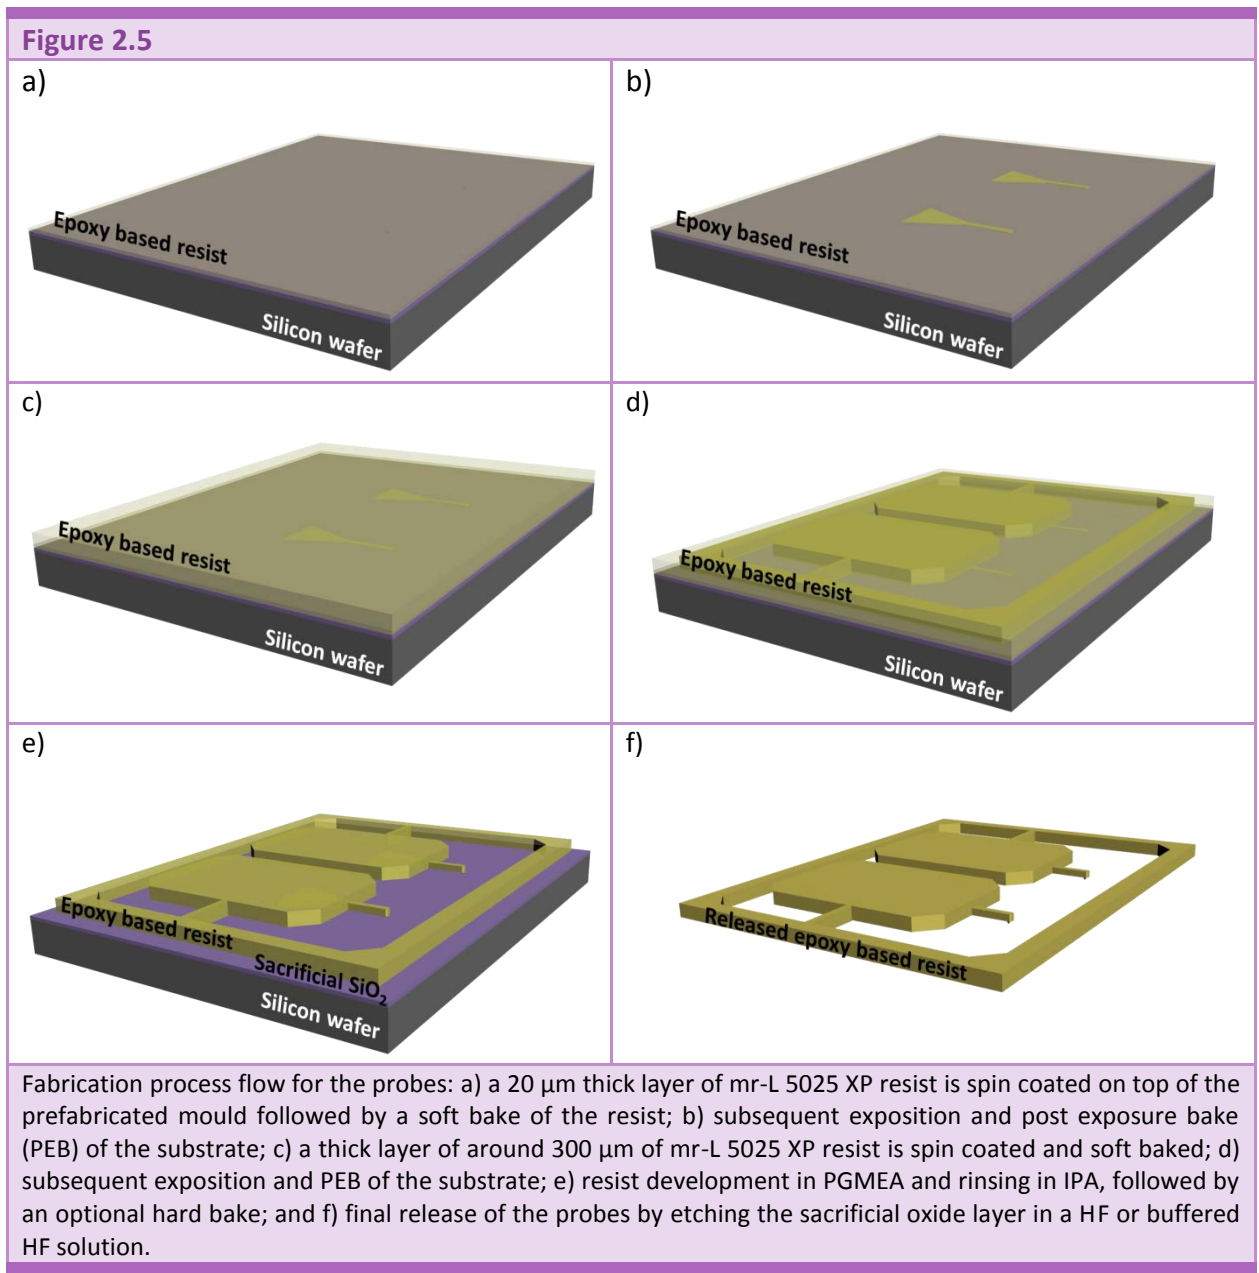 Figure 2.5
a)
Epoxy based resist
Silicon wafer
b)
Epoxy based resist
Silicon wafer
c)
Epoxy based resist
Silicon wafer
d)
Epoxy based resist
Silicon wafer
e)
Epoxy based resist
Sacrificial SiO₂
Silicon wafer
f)
Released epoxy based resist
Fabrication process flow for the probes: a) a 20 µm thick layer of mr-L 5025 XP resist is spin coated on top of the
prefabricated mould followed by a soft bake of the resist; b) subsequent exposition and post exposure bake
(PEB) of the substrate; c) a thick layer of around 300 µm of mr-L 5025 XP resist is spin coated and soft baked; d)
subsequent exposition and PEB of the substrate; e) resist development in PGMEA and rinsing in IPA, followed by
an optional hard bake; and f) final release of the probes by etching the sacrificial oxide layer in a HF or buffered
HF solution.